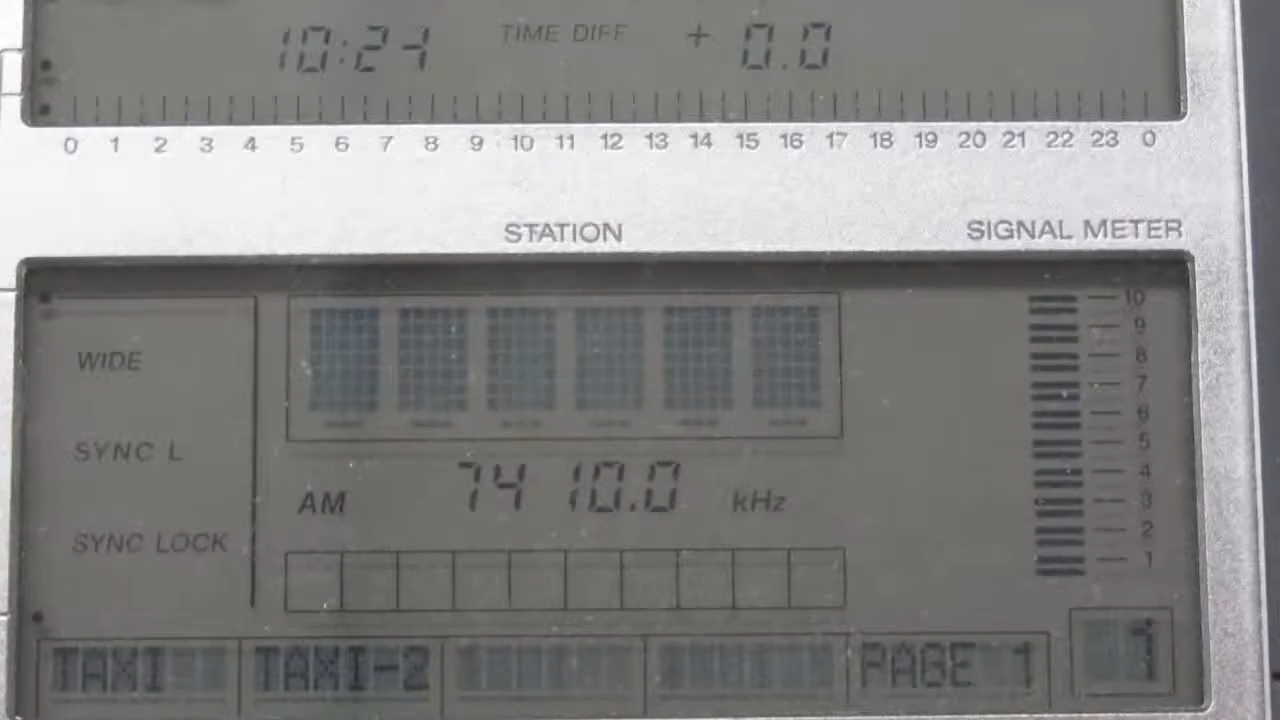 10:24 TIME DIFF + 0.0
0 1 2 3 4 5 6 7 8 9 10 11 12 13 14 15 16 17 18 19 20 21 22 23 0
STATION SIGNAL METER
10
9
WIDE
8
7
6
5
SYNC L
4
AM 7410.0 kHz
3
2
SYNC LOCK
1
TAXI TAXI-2 PAGE 1 1